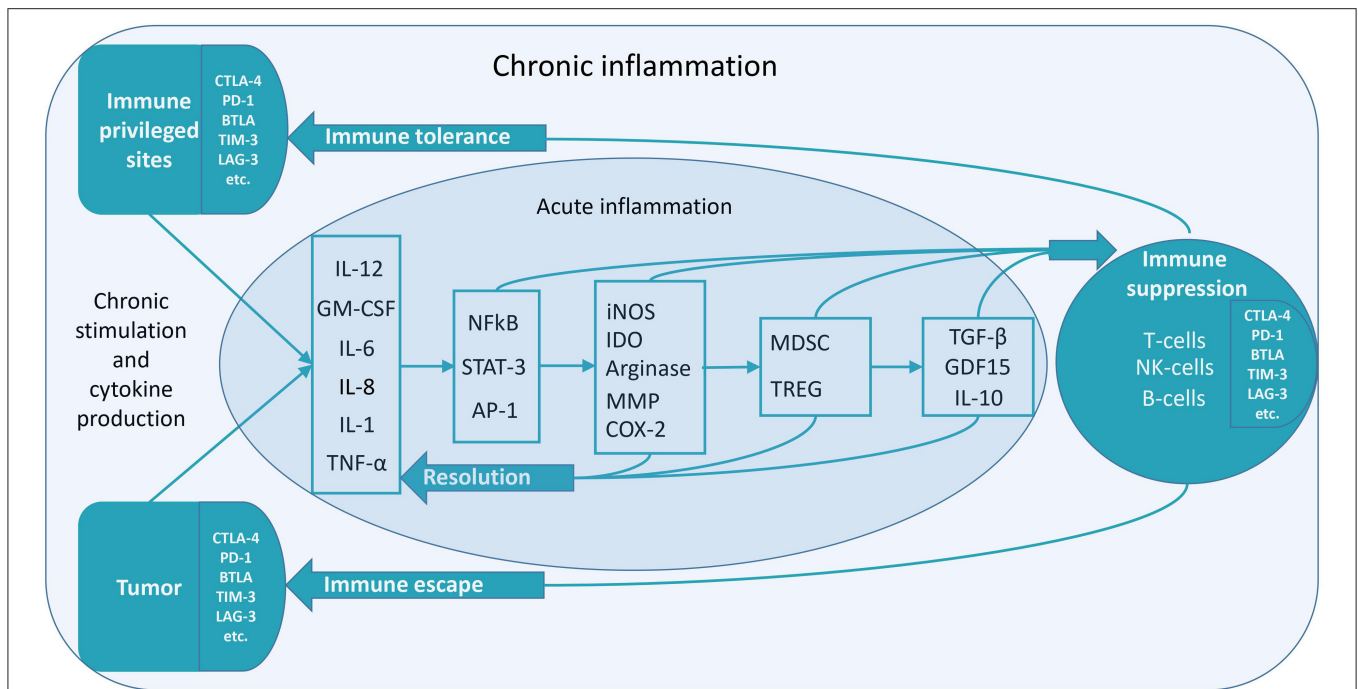 Chronic inflammation
Immune
privileged
sites
CTLA-4
PD-1
BTLA
TIM-3
LAG-3
etc.
Immune tolerance
Acute inflammation
Chronic
stimulation
and
cytokine
production
IL-12
GM-CSF
IL-6
IL-8
IL-1
TNF-α
NFkB
STAT-3
AP-1
iNOS
IDO
Arginase
MMP
COX-2
MDSC
TREG
TGF-β
GDF15
IL-10
Resolution
Immune
suppression
T-cells
NK-cells
B-cells
CTLA-4
PD-1
BTLA
TIM-3
LAG-3
etc.
Tumor
CTLA-4
PD-1
BTLA
TIM-3
LAG-3
etc.
Immune escape